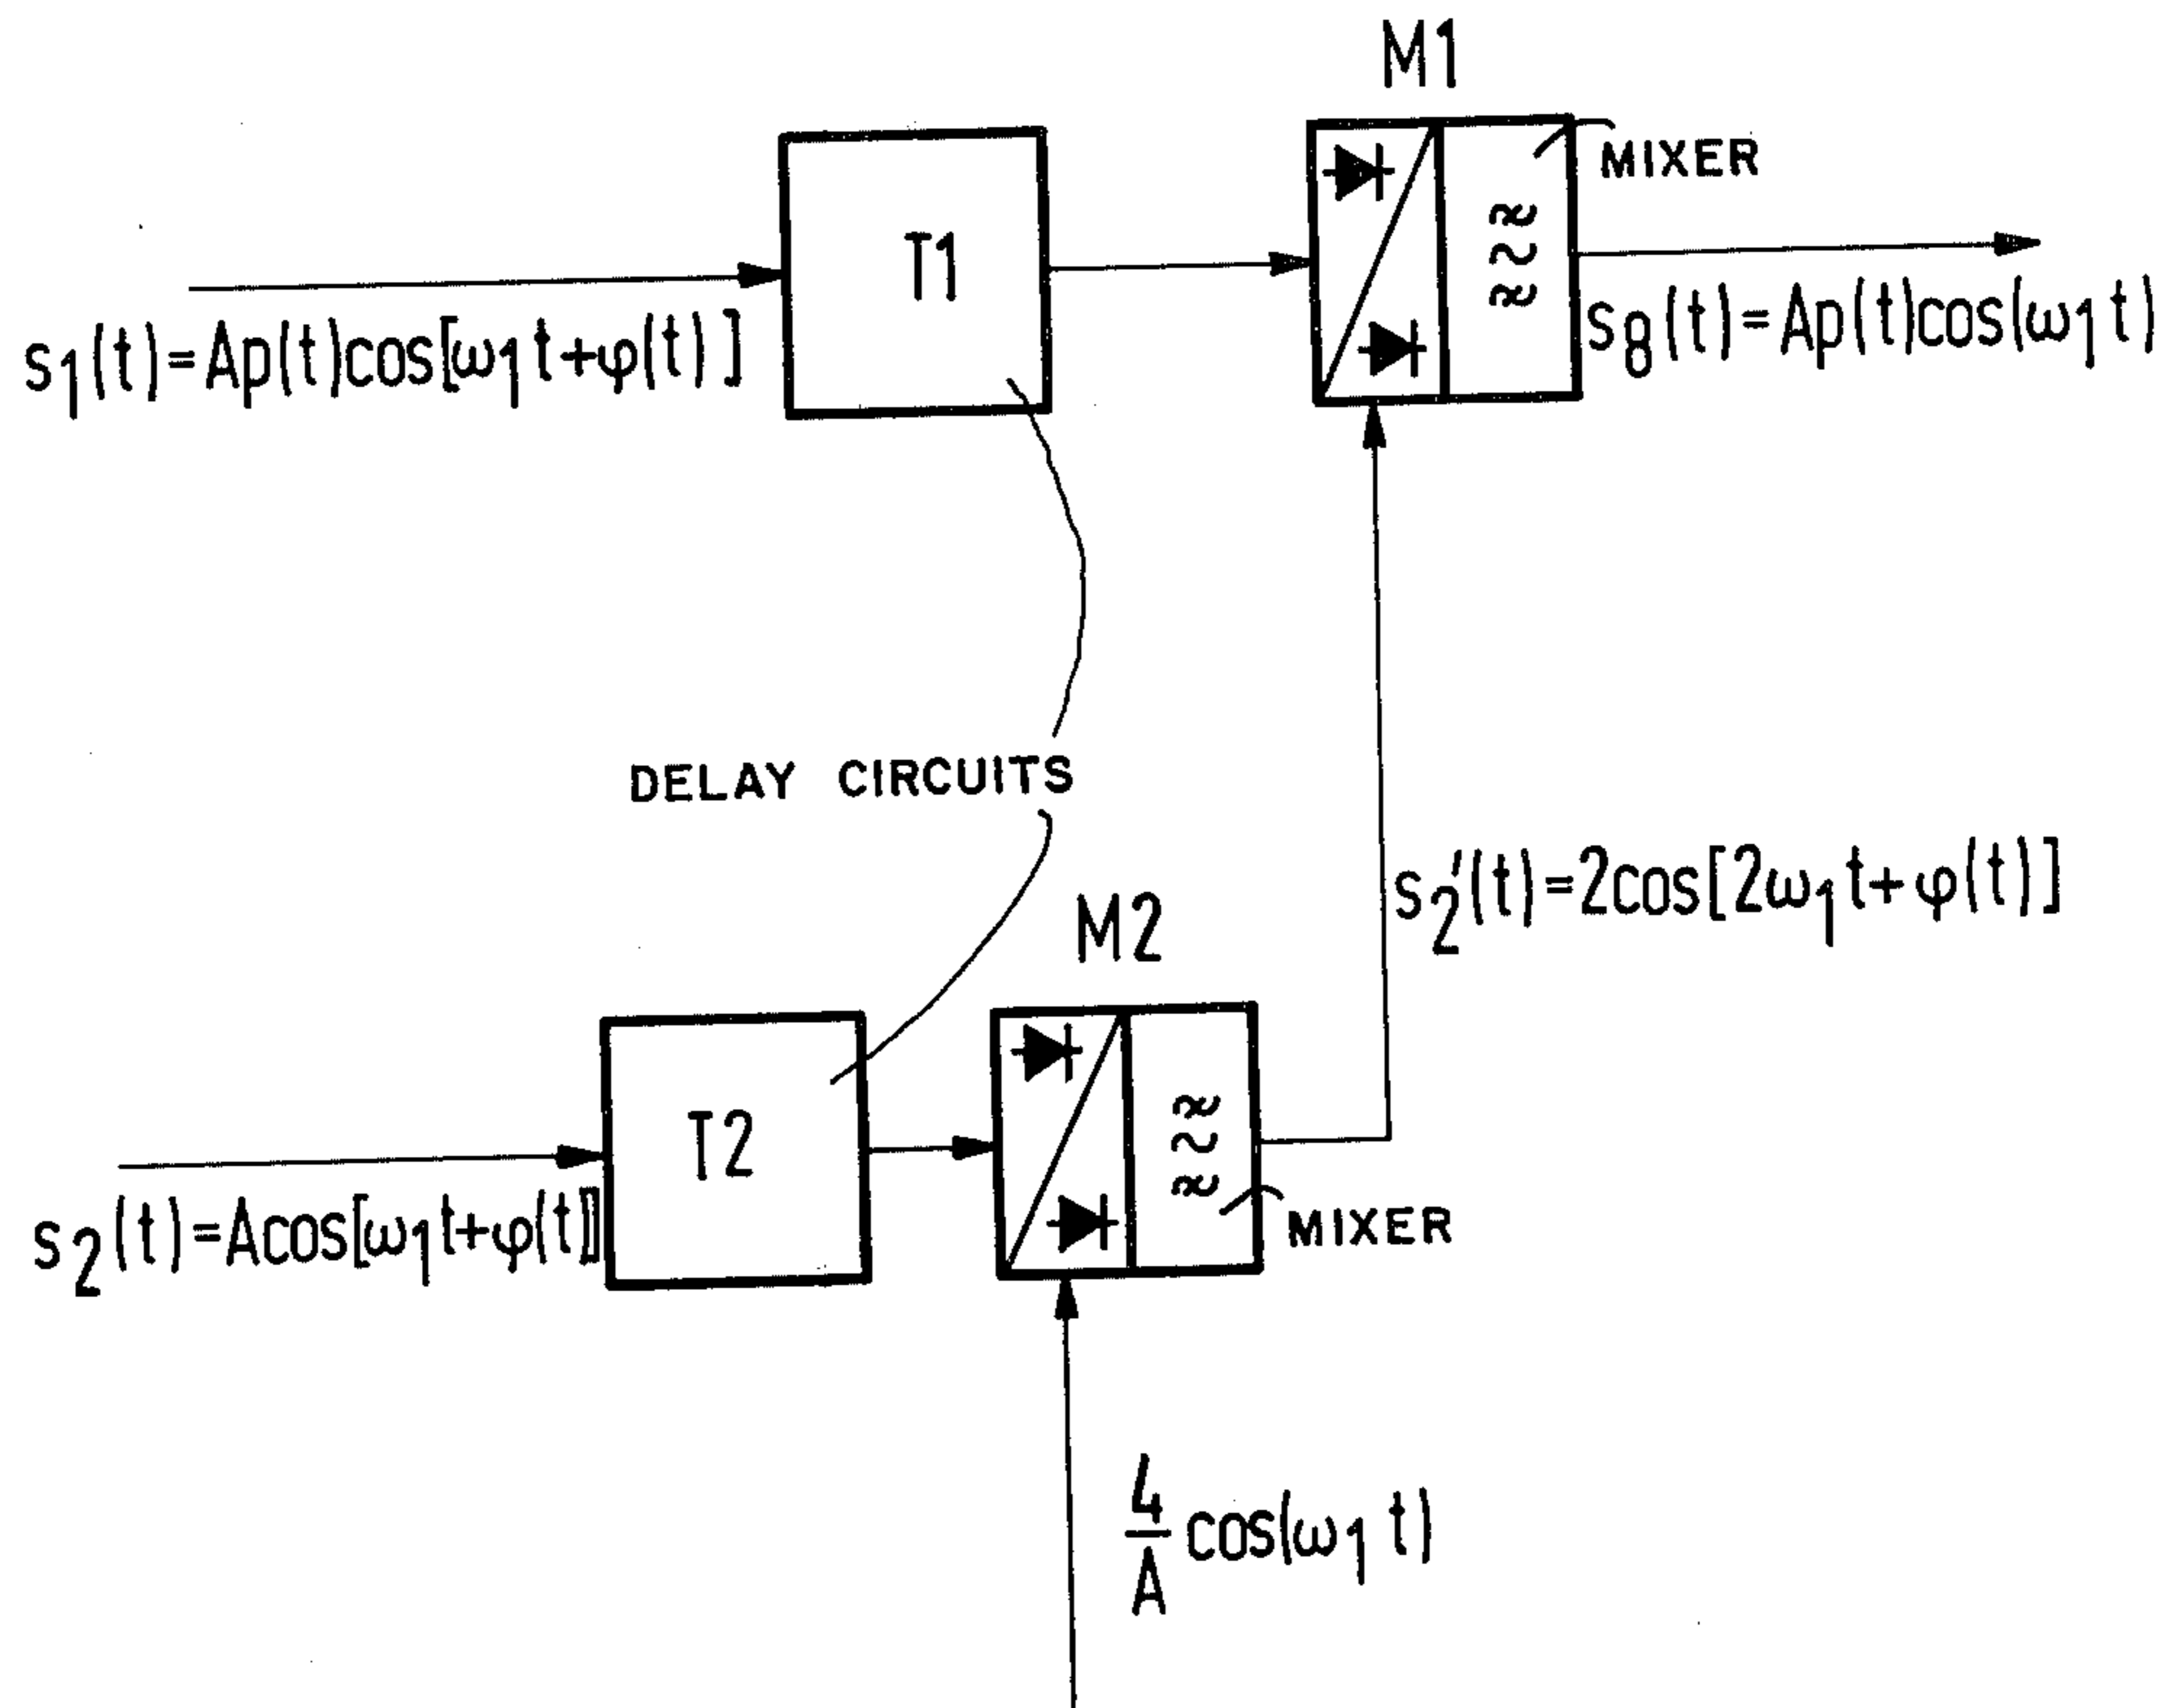 M1
MIXER
T1
s₁(t)=Ap(t)cos[ω₁t+φ(t)]
s₈(t)=Ap(t)cos(ω₁t)
DELAY CIRCUITS
s₂′(t)=2cos[2ω₁t+φ(t)]
M2
T2
s₂(t)=Acos[ω₁t+φ(t)]
MIXER
4/A cos(ω₁t)